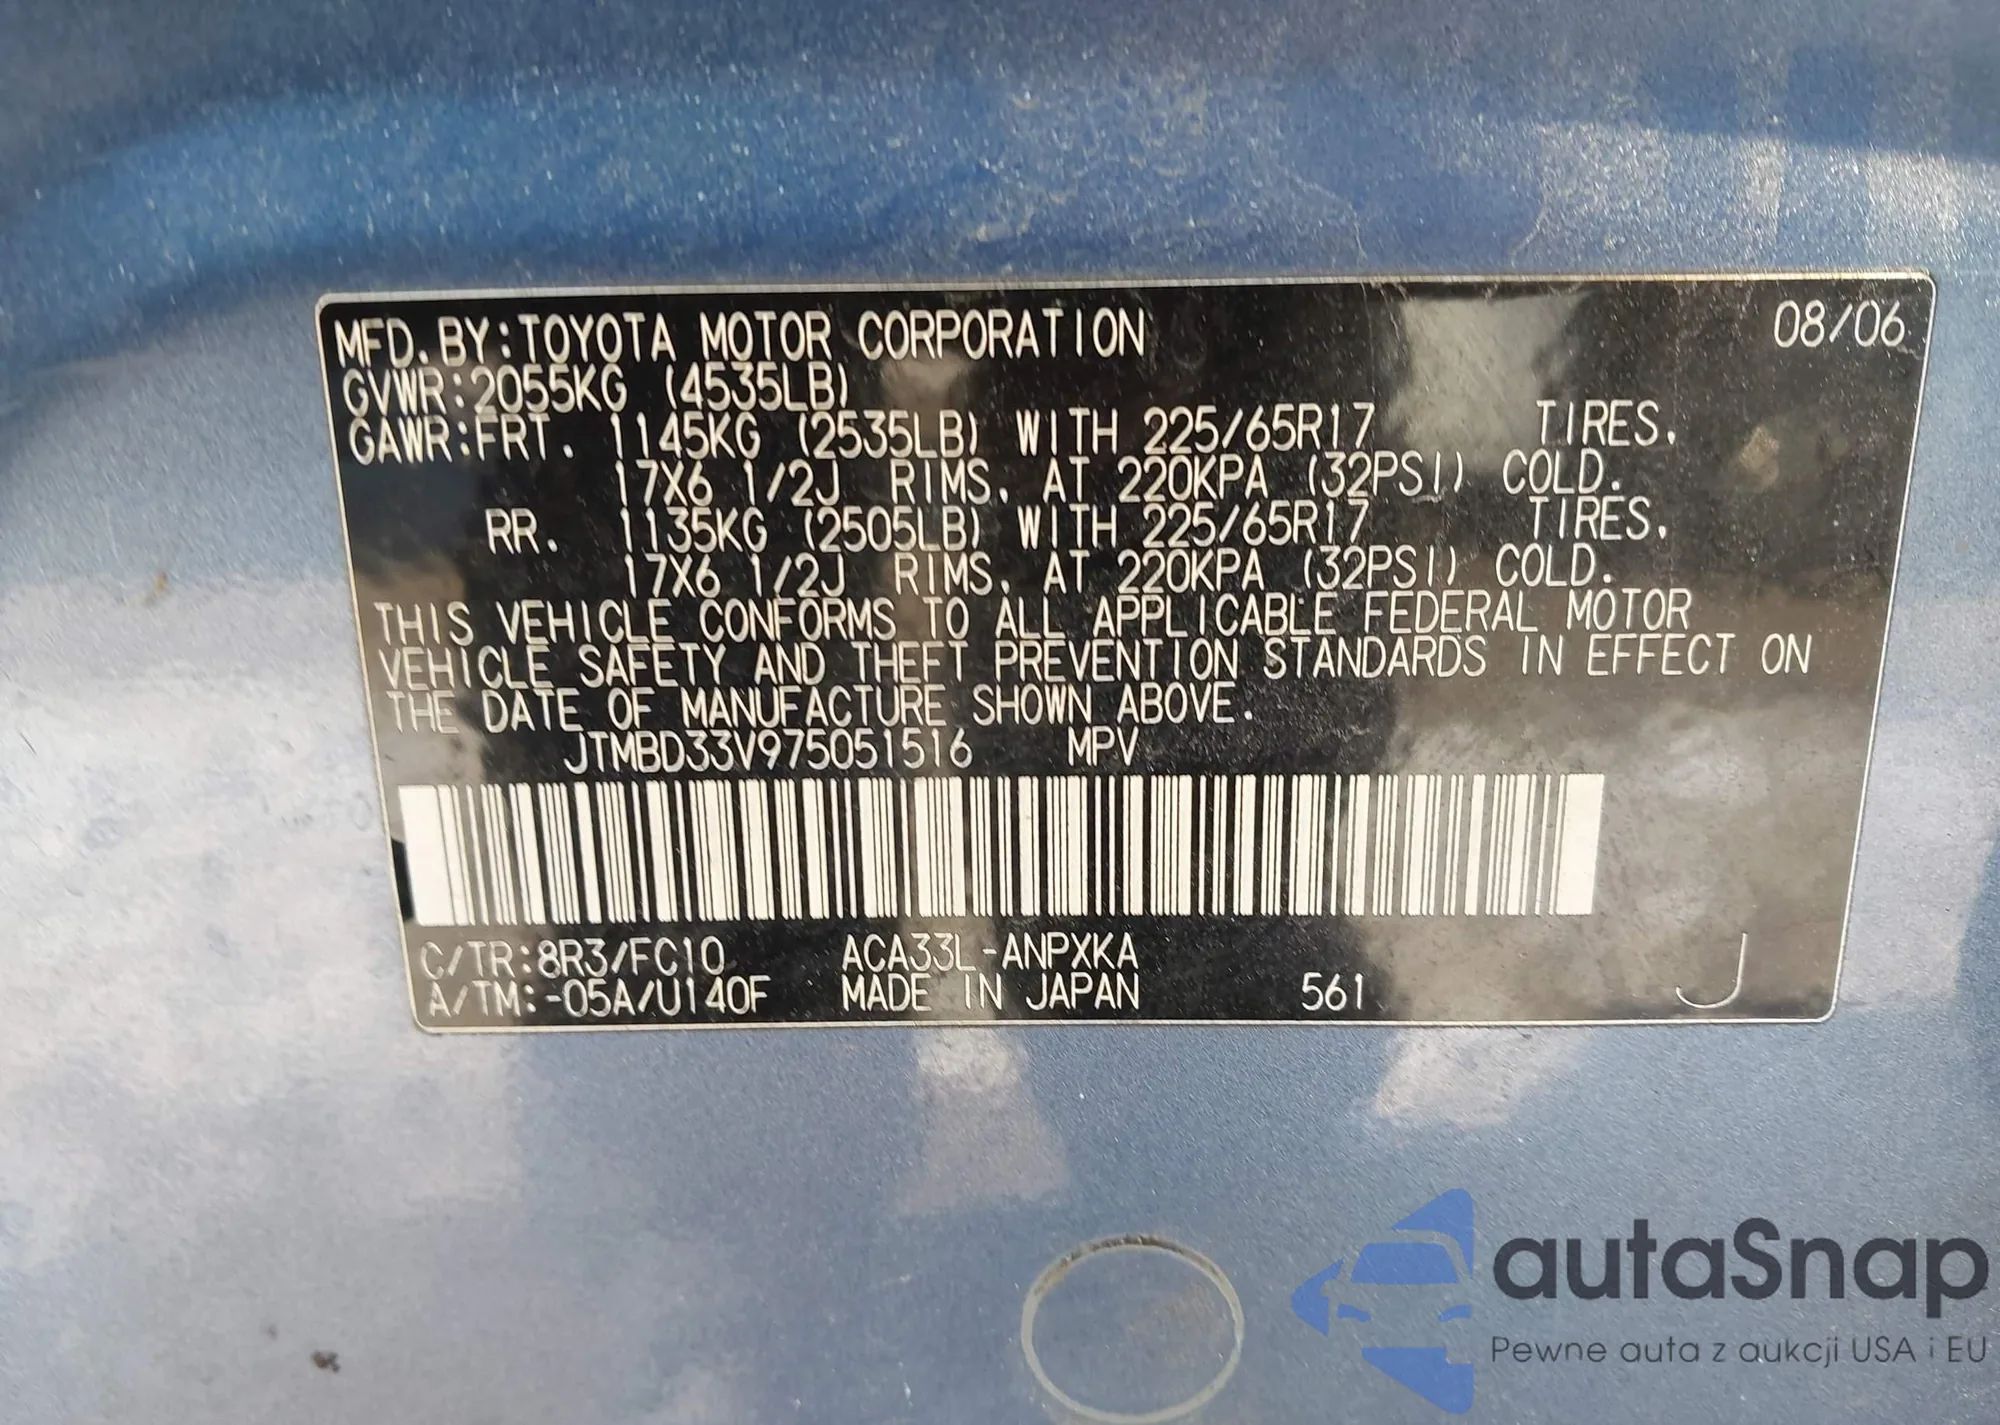 MFD. BY:TOYOTA MOTOR CORPORATION 08/06
GVWR:2055KG (4535LB)
GAWR:FRT. 1145KG (2535LB) WITH 225/65R17 TIRES.
17X6 1/2J RIMS. AT 220KPA (32PSI) COLD.
RR. 1135KG (2505LB) WITH 225/65R17 TIRES.
17X6 1/2J RIMS. AT 220KPA (32PSI) COLD.
THIS VEHICLE CONFORMS TO ALL APPLICABLE FEDERAL MOTOR
VEHICLE SAFETY AND THEFT PREVENTION STANDARDS IN EFFECT ON
THE DATE OF MANUFACTURE SHOWN ABOVE.
JTMBD33V975051516 MPV
C/TR:8R3/FC10 ACA33L-ANPXKA
A/TM:-05A/U140F MADE IN JAPAN 561 J
autaSnap
Pewne auta z aukcji USA i EU